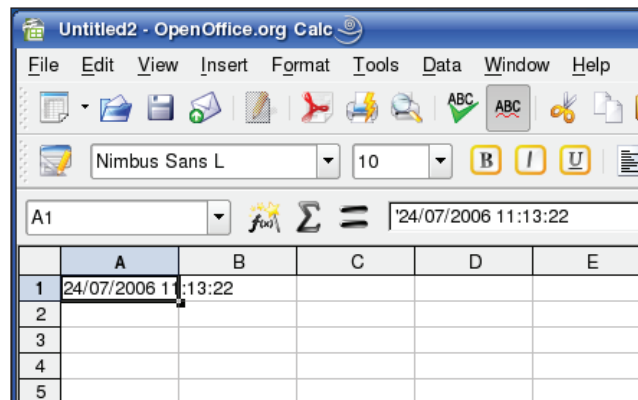 Untitled2 - OpenOffice.org Calc
File Edit View Insert Format Tools Data Window Help
ABC ABC
Nimbus Sans L 10 B I U
A1 f(x) Σ = '24/07/2006 11:13:22
A B C D E
1 24/07/2006 11:13:22
2
3
4
5